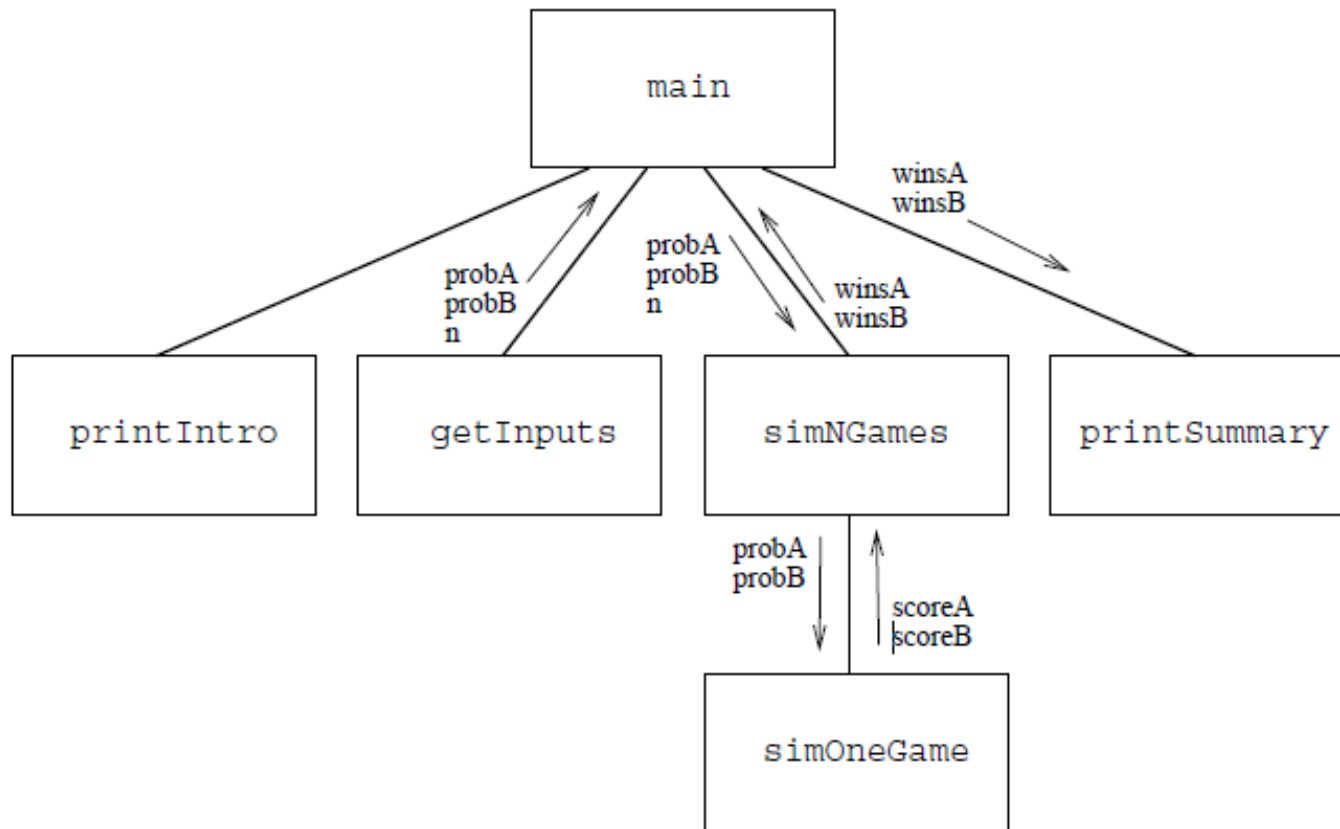 main
winsA
winsB
probA
probB
n
probA
probB
n
winsA
winsB
printIntro
getInputs
simNGames
printSummary
probA
probB
scoreA
scoreB
simOneGame